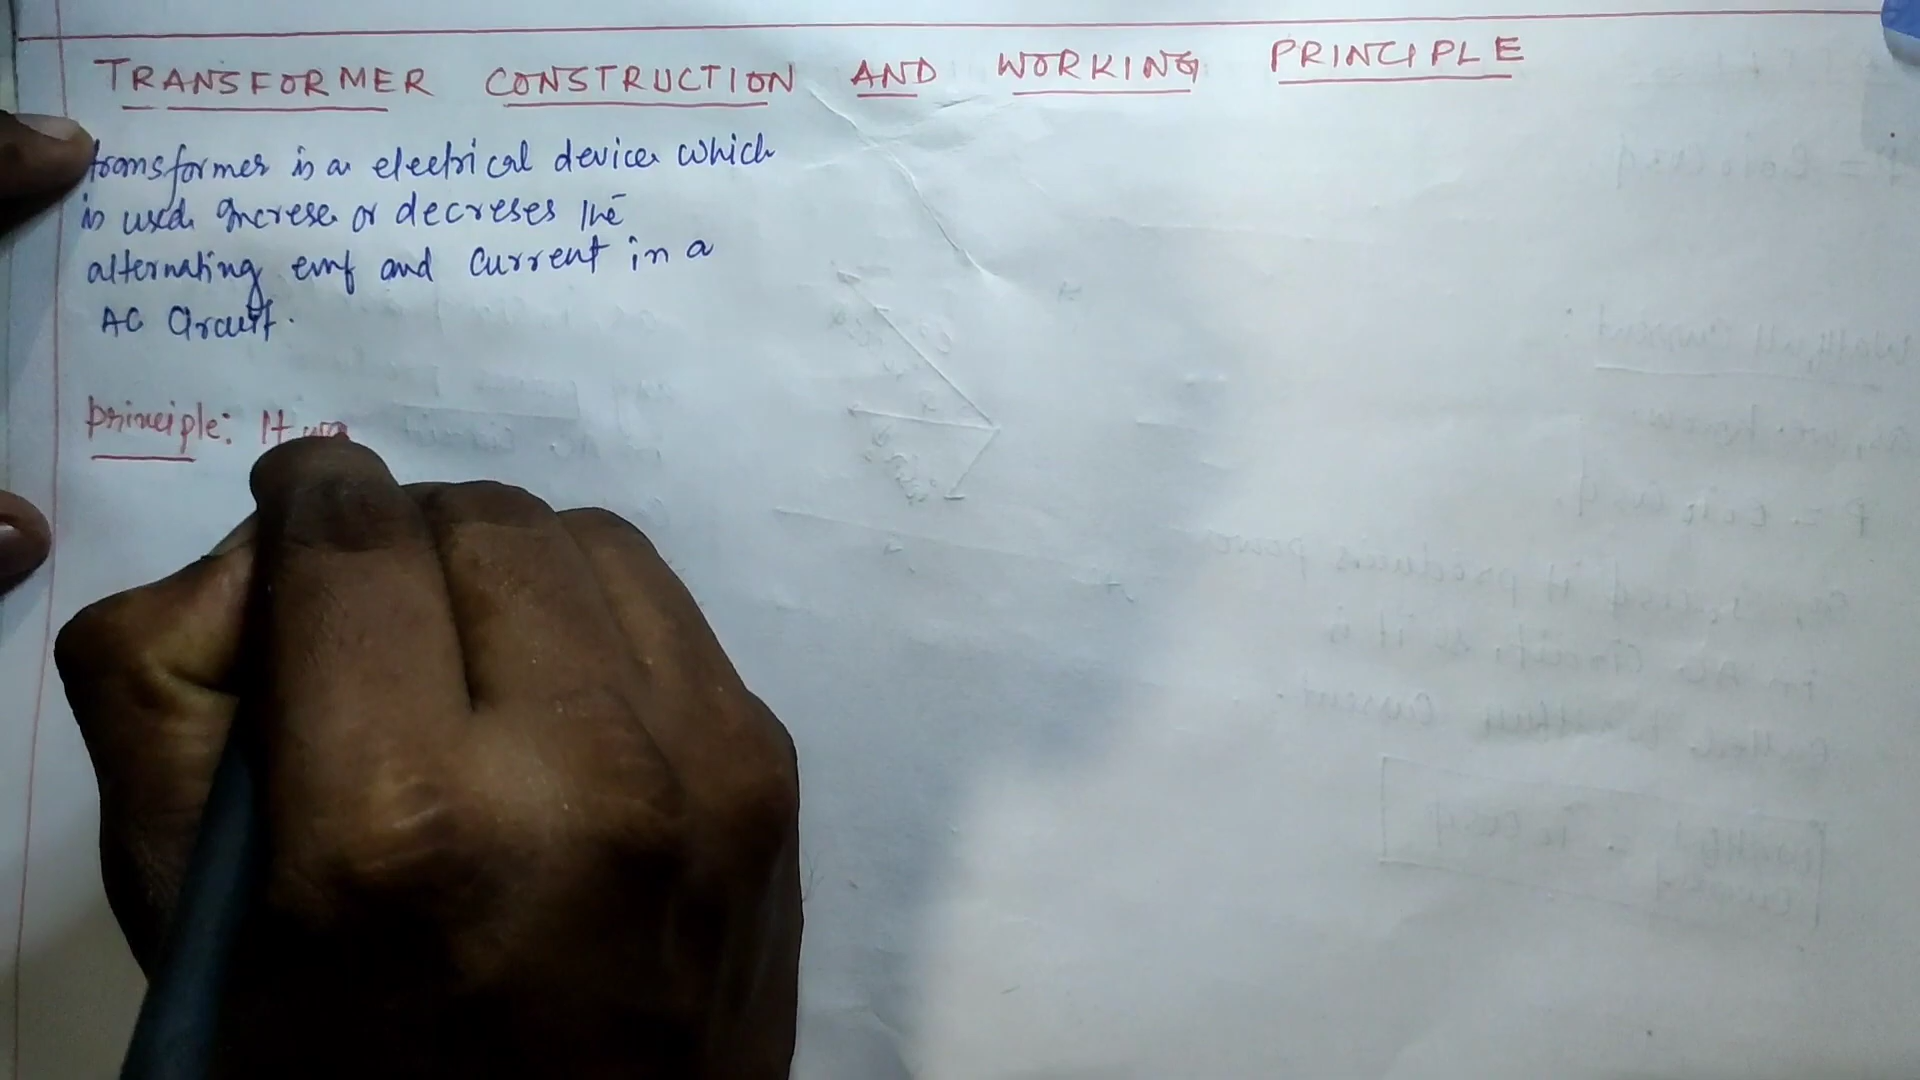 TRANSFORMER CONSTRUCTION AND WORKING PRINCIPLE
transformer is a electrical device which
is used increse or decreses the
alternating emf and current in a
AC Circuit.
principle: It